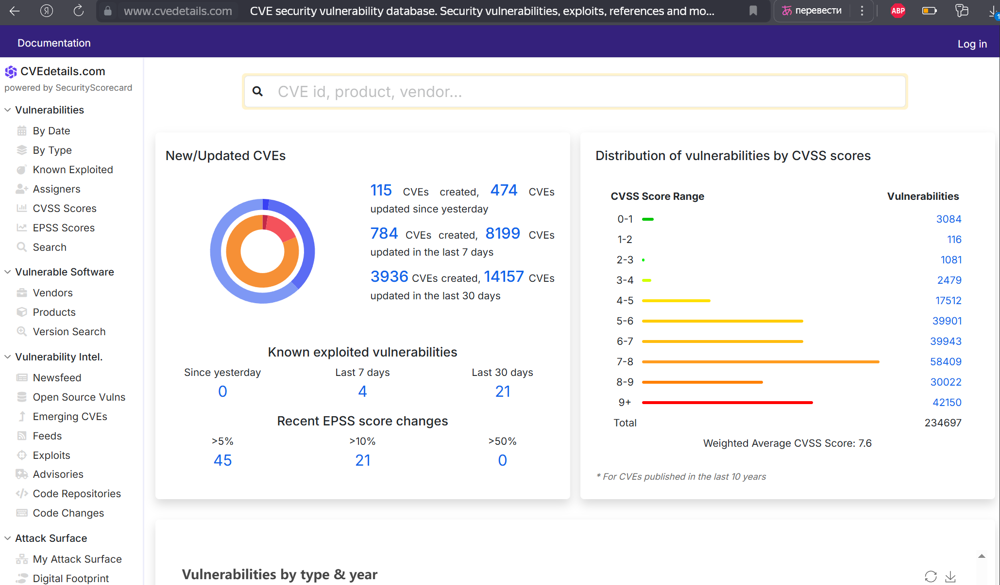 Я
www.cvedetails.com
CVE security vulnerability database. Security vulnerabilities, exploits, references and mo...
あ перевести
ABP
1
Documentation
Log in
CVEdetails.com
powered by SecurityScorecard
Vulnerabilities
By Date
By Type
Known Exploited
Assigners
CVSS Scores
EPSS Scores
Search
Vulnerable Software
Vendors
Products
Version Search
Vulnerability Intel.
Newsfeed
Open Source Vulns
Emerging CVEs
Feeds
Exploits
Advisories
Code Repositories
Code Changes
Attack Surface
My Attack Surface
Digital Footprint
CVE id, product, vendor...
New/Updated CVEs
115 CVEs created, 474 CVEs
updated since yesterday
784 CVEs created, 8199 CVEs
updated in the last 7 days
3936 CVEs created, 14157 CVEs
updated in the last 30 days
Known exploited vulnerabilities
Since yesterday Last 7 days Last 30 days
0 4 21
Recent EPSS score changes
>5% >10% >50%
45 21 0
Distribution of vulnerabilities by CVSS scores
CVSS Score Range Vulnerabilities
0-1 3084
1-2 116
2-3 1081
3-4 2479
4-5 17512
5-6 39901
6-7 39943
7-8 58409
8-9 30022
9+ 42150
Total 234697
Weighted Average CVSS Score: 7.6
* For CVEs published in the last 10 years
Vulnerabilities by type & year